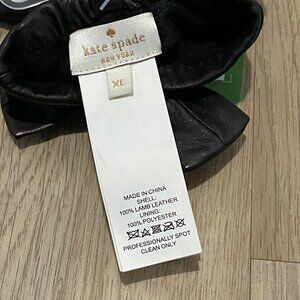 kate spade
NEW YORK
XL
MADE IN CHINA
SHELL:
100% LAMB LEATHER
LINING:
100% POLYESTER
PROFESSIONALLY SPOT
CLEAN ONLY